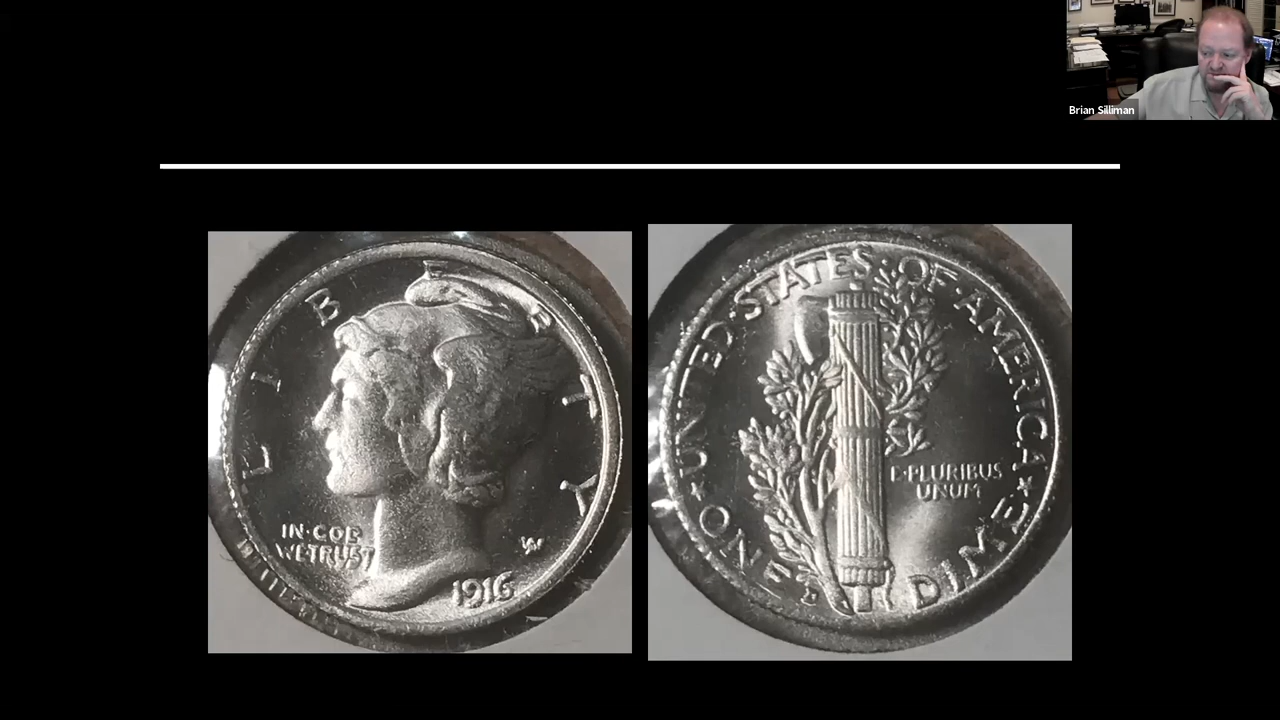 Brian Silliman
LIBERTY
IN·GOD
WE TRUST
W
1916
UNITED·STATES·OF·AMERICA
E·PLURIBUS
UNUM
ONE DIME
D